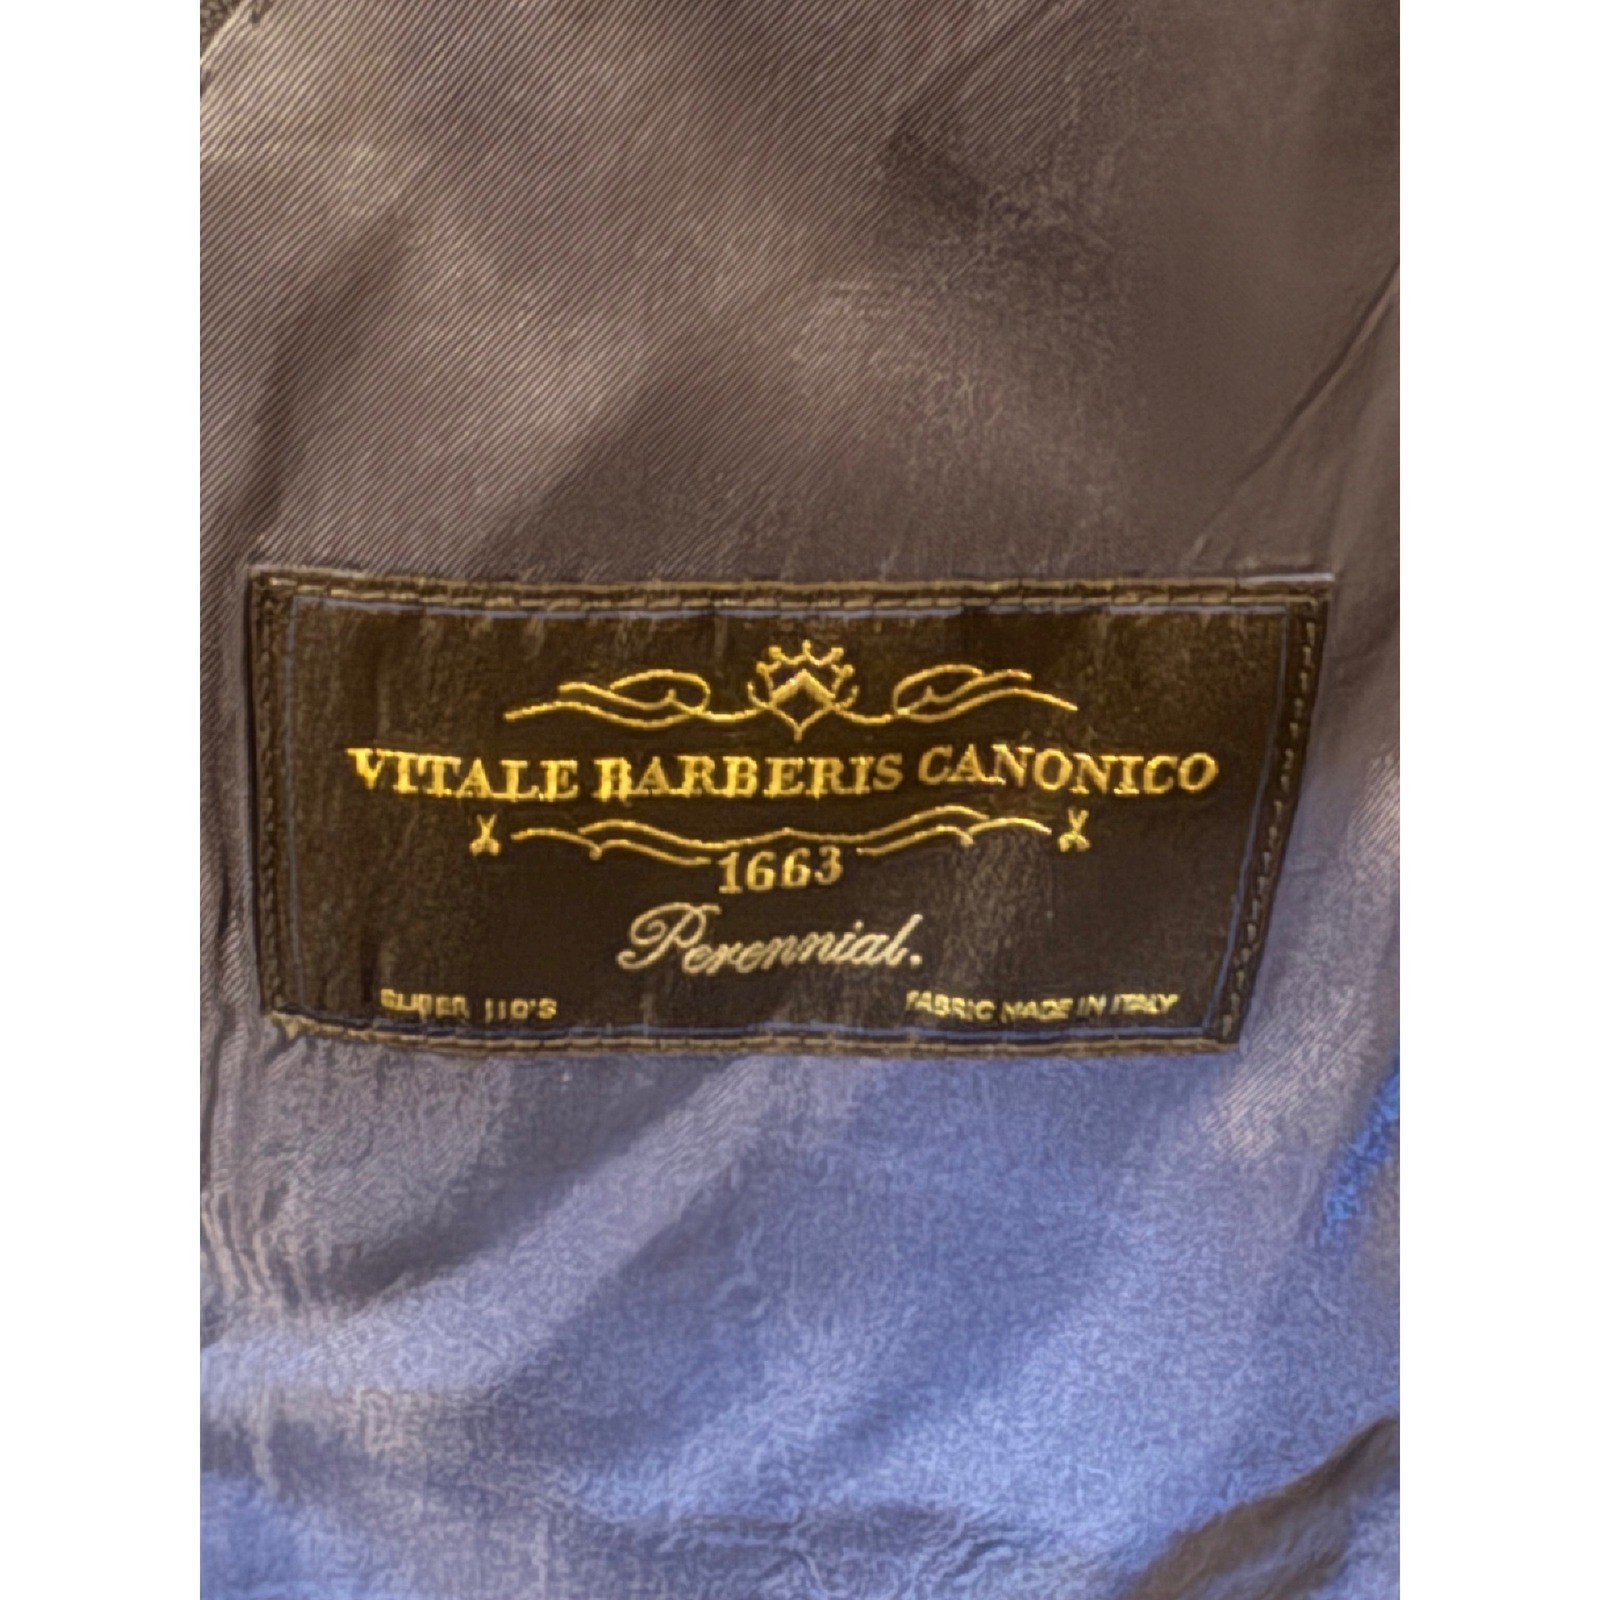 VITALE BARBERIS CANONICO
1663
Perennial.
SUPER 110'S FABRIC MADE IN ITALY